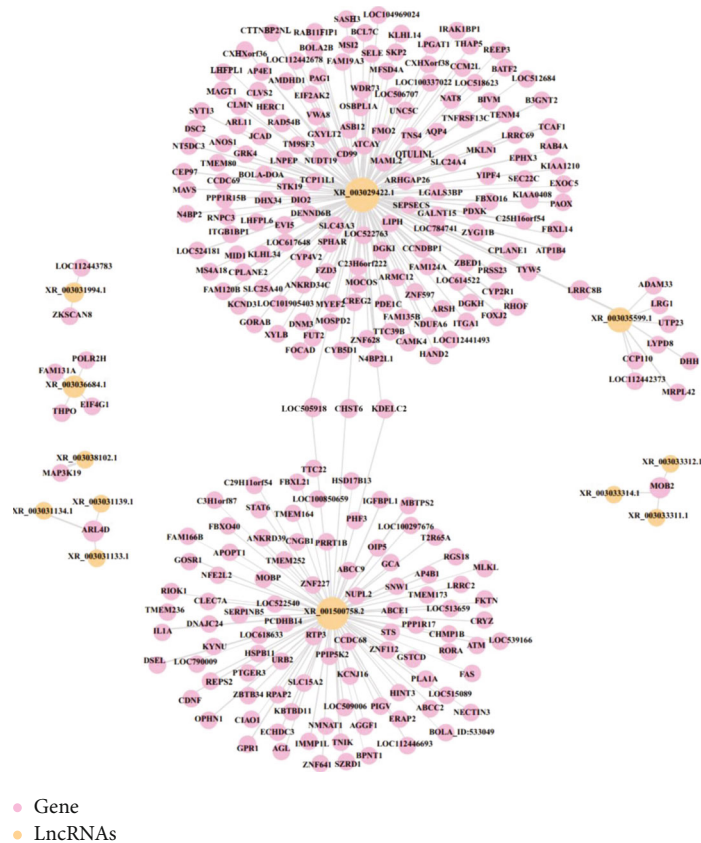 SASH3
LOC104969024
CTTNBP2NL
RAB11FIP1
BCL7C
IRAK1BP1
BOLA2B
MSI2
SELE
SKP2
KLHL14
LPGAT1
THAP5
REEP3
CXHXorf36
LOC112442678
FAM19A3
MFSD4A
CXHXorf38
CCM2L
BATF2
LHFPL1
AP4E1
AMDHD1
PAG1
WDR73
LOC100337022
LOC518623
LOC512684
MAGT1
CLVS2
EIF2AK2
OSBPL1A
LOC506707
NAT8
BIVM
B3GNT2
SYT13
CLMN
HERC1
VWA8
UNC5C
TNFRSF13C
TENM4
ARL11
RAD54B
GXYLT2
ASB12
FMO2
TNS4
AQP4
TCAF1
DSC2
JCAD
TM9SF3
ATCAY
QTULINL
LRRC69
RAB4A
NT5DC3
ANOS1
GRK4
CD99
MAML2
SLC24A4
MKLN1
EPHX3
KIAA1210
TMEM80
LNPEP
NUDT19
YIPF4
SEC22C
CEP97
BOLA-DOA
TCP11L1
ARHGAP26
EXOC5
CCDC69
STK19
XR_003029422.1
LGALS3BP
FBXO16
KIAA0408
MAVS
PPP1R15B
DHX34
DIO2
SEPSECS
PAOX
N4BP2
RNPC3
DENND6B
LIPH
GALNT15
PDXK
C25H16orf54
LHFPL6
SLC43A3
ZYG11B
FBXL14
ITGB1BP1
EVI5
LOC522763
LOC784741
LOC524181
LOC617648
SPHAR
DGKI
CCNDBP1
CPLANE1
ATP1B4
MID1
KLHL34
CYP4V2
C23H6orf222
ZBED1
TYW5
MS4A18
CPLANE2
FZD3
FAM124A
PRSS23
LOC112443783
MOCOS
ARMC12
FAM120B
SLC25A40
ANKRD34C
LOC614522
LRRC8B
ADAM33
XR_003031994.1
KCND3
LOC101905403
MYEF2
CREG2
PDE1C
ZNF597
DGKH
CYP2R1
LRG1
ZKSCAN8
GORAB
DNM3
MOSPD2
FAM135B
ARSH
RHOF
XR_003035599.1
UTP23
XYLB
FUT2
ZNF628
TTC39B
NDUFA6
ITGA1
FOXJ2
FOCAD
CYB5D1
CAMK4
LOC112441493
LYPD8
N4BP2L1
HAND2
CCP110
DHH
POLR2H
FAM131A
LOC112442373
XR_003036684.1
MRPL42
THPO
EIF4G1
LOC505918
CHST6
KDELC2
XR_003038102.1
TTC22
HSD17B13
XR_003033312.1
MAP3K19
C29H11orf54
FBXL21
MOB2
C3H1orf87
LOC100850659
IGFBPL1
MBTPS2
XR_003033314.1
XR_003031139.1
STAT6
TMEM164
PHF3
LOC100297676
XR_003033311.1
XR_003031134.1
FBXO40
ANKRD39
CNGB1
PRRT1B
T2R65A
ARL4D
FAM166B
APOPT1
OIP5
RGS18
GOSR1
TMEM252
ABCC9
GCA
MLKL
XR_003031133.1
NFE2L2
MOBP
ZNF227
SNW1
AP4B1
LRRC2
RIOK1
CLEC7A
NUPL2
TMEM173
FKTN
TMEM236
SERPINB5
LOC522540
XR_001500758.2
ABCE1
LOC513659
CRYZ
IL1A
DNAJC24
PCDHB14
PPP1R17
LOC618633
RTP3
STS
CHMP1B
KYNU
CCDC68
ZNF112
RORA
ATM
LOC539166
DSEL
LOC790009
HSPB11
URB2
PPIP5K2
GSTCD
REPS2
PTGER3
KCNJ16
PLA1A
FAS
CDNF
ZBTB34
RPAP2
SLC15A2
HINT3
LOC515089
OPHN1
KBTBD11
LOC509006
PIGV
ABCC2
NECTIN3
CIAO1
NMNAT1
AGGF1
ERAP2
ECHDC3
BOLA_ID:533049
GPR1
AGL
IMMP1L
TNIK
LOC112446693
ZNF641
SZRD1
BPNT1
Gene
LncRNAs